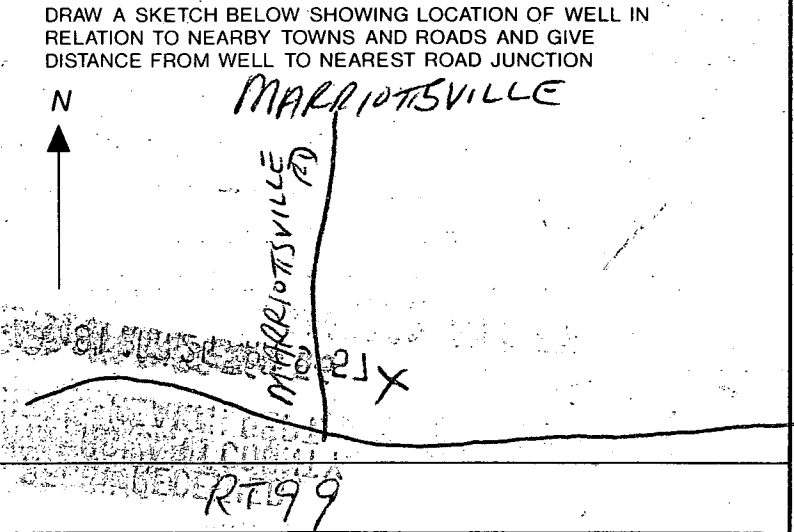 DRAW A SKETCH BELOW SHOWING LOCATION OF WELL IN
RELATION TO NEARBY TOWNS AND ROADS AND GIVE
DISTANCE FROM WELL TO NEAREST ROAD JUNCTION
N
MARRIOTTSVILLE
MARRIOTTSVILLE RD
X
RT 99